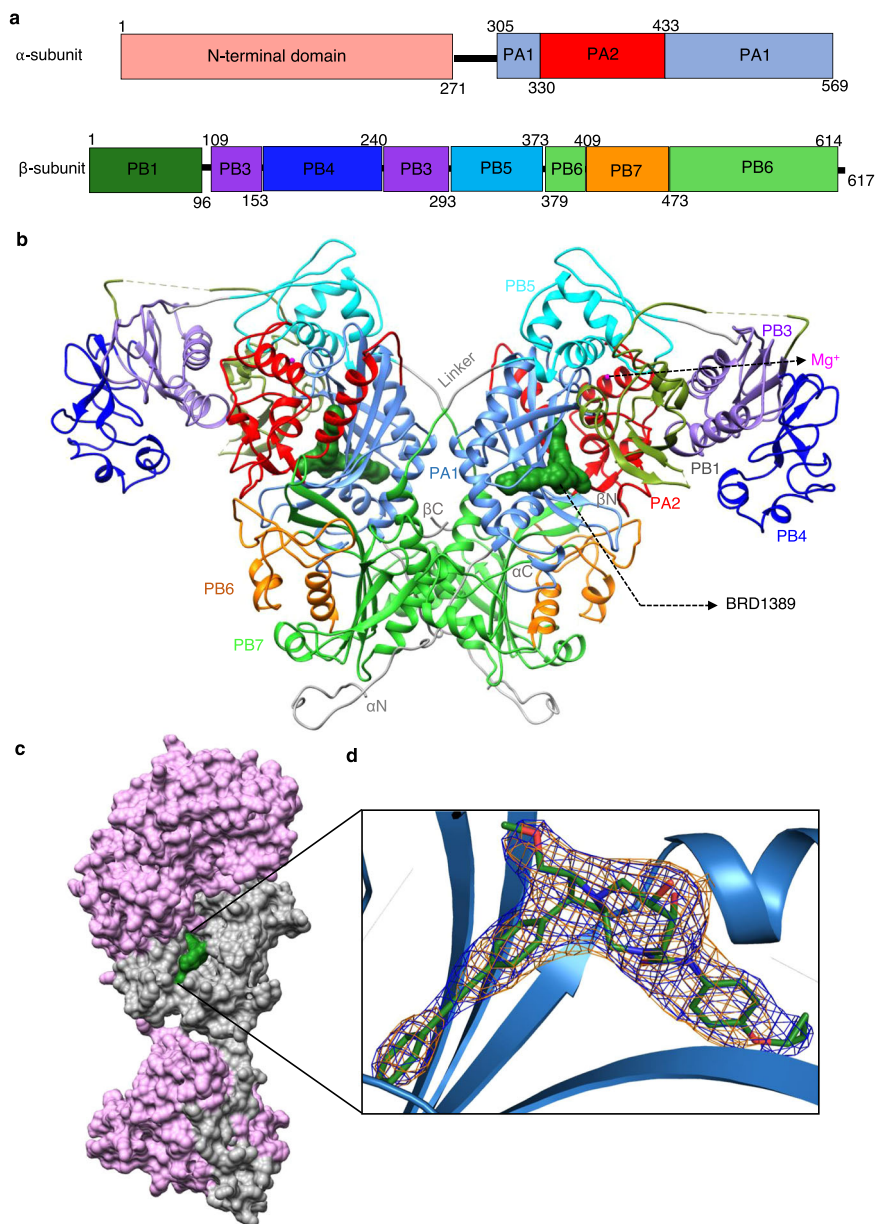 a
1 305 433
α-subunit N-terminal domain PA1 PA2 PA1
271 330 569
1 109 240 373 409 614
β-subunit PB1 PB3 PB4 PB3 PB5 PB6 PB7 PB6
96 153 293 379 473 617
b
PB5
PB3
Linker
Mg⁺
PA1
PB1
βN
PA2
βC
PB4
αC
PB6
BRD1389
PB7
αN
c
d